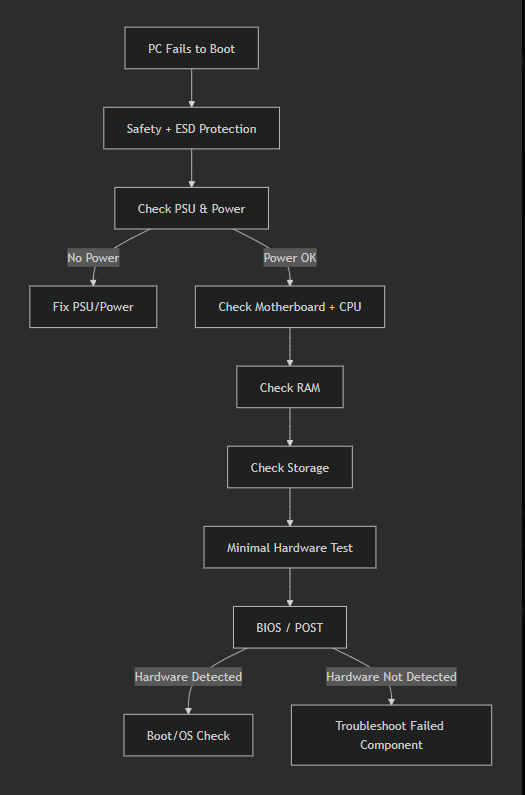 PC Fails to Boot
Safety + ESD Protection
Check PSU & Power
No Power
Power OK
Fix PSU/Power
Check Motherboard + CPU
Check RAM
Check Storage
Minimal Hardware Test
BIOS / POST
Hardware Detected
Hardware Not Detected
Boot/OS Check
Troubleshoot Failed
Component